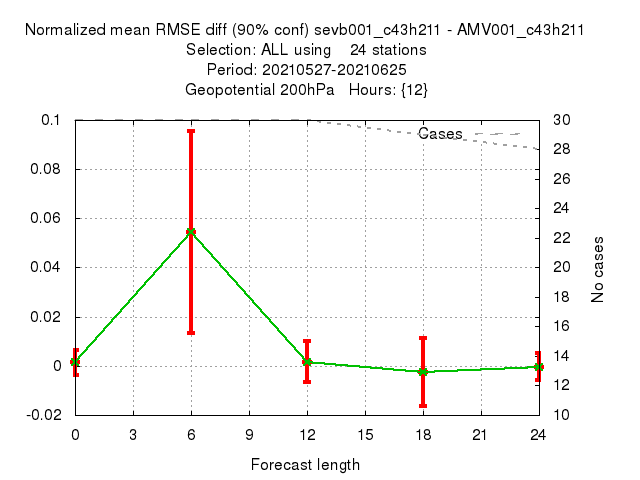 Normalized mean RMSE diff (90% conf) sevb001_c43h211 - AMV001_c43h211
Selection: ALL using 24 stations
Period: 20210527-20210625
Geopotential 200hPa Hours: {12}
Cases
0.1
0.08
0.06
0.04
0.02
0
-0.02
30
28
26
24
22
20
18
16
14
12
10
No cases
0 3 6 9 12 15 18 21 24
Forecast length